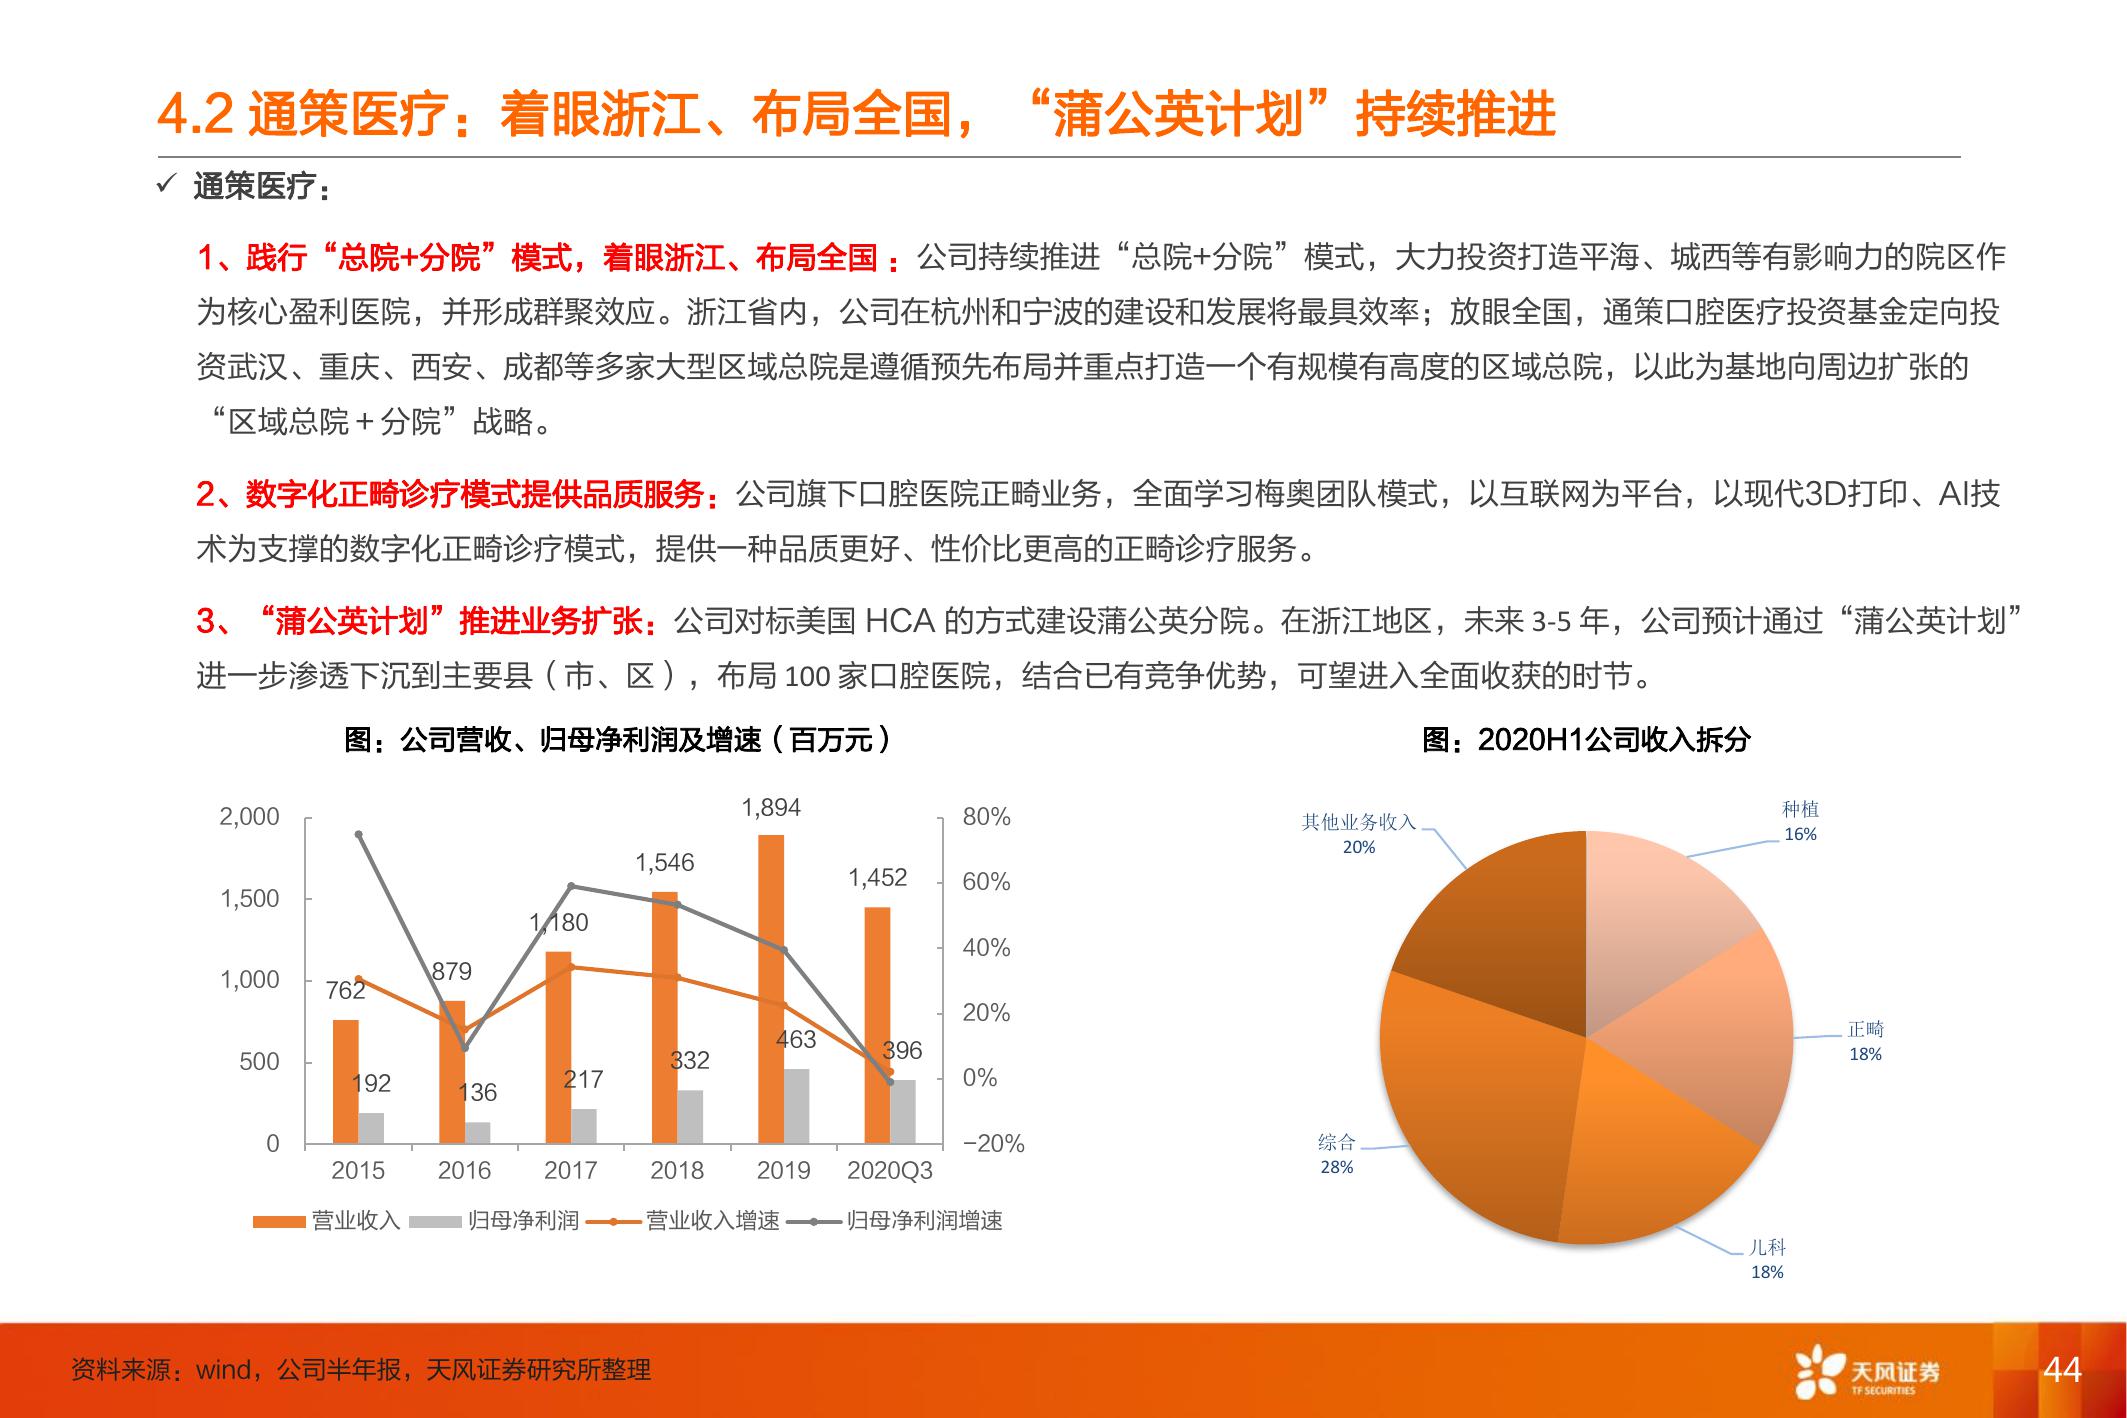 4.2 通策医疗：着眼浙江、布局全国，“蒲公英计划”持续推进
✓ 通策医疗：
1、践行“总院+分院”模式，着眼浙江、布局全国：公司持续推进“总院+分院”模式，大力投资打造平海、城西等有影响力的院区作
为核心盈利医院，并形成群聚效应。浙江省内，公司在杭州和宁波的建设和发展将最具效率；放眼全国，通策口腔医疗投资基金定向投
资武汉、重庆、西安、成都等多家大型区域总院是遵循预先布局并重点打造一个有规模有高度的区域总院，以此为基地向周边扩张的
“区域总院＋分院”战略。
2、数字化正畸诊疗模式提供品质服务：公司旗下口腔医院正畸业务，全面学习梅奥团队模式，以互联网为平台，以现代3D打印、AI技
术为支撑的数字化正畸诊疗模式，提供一种品质更好、性价比更高的正畸诊疗服务。
3、“蒲公英计划”推进业务扩张：公司对标美国 HCA 的方式建设蒲公英分院。在浙江地区，未来 3-5 年，公司预计通过“蒲公英计划”
进一步渗透下沉到主要县（市、区），布局 100 家口腔医院，结合已有竞争优势，可望进入全面收获的时节。
图：公司营收、归母净利润及增速（百万元）
2,000
1,500
1,000
500
0
80%
60%
40%
20%
0%
−20%
762
879
1,180
1,546
1,894
1,452
192
136
217
332
463
396
2015 2016 2017 2018 2019 2020Q3
营业收入 归母净利润 营业收入增速 归母净利润增速
图：2020H1公司收入拆分
种植
16%
正畸
18%
儿科
18%
综合
28%
其他业务收入
20%
资料来源：wind，公司半年报，天风证券研究所整理
天风证券
TF SECURITIES
44